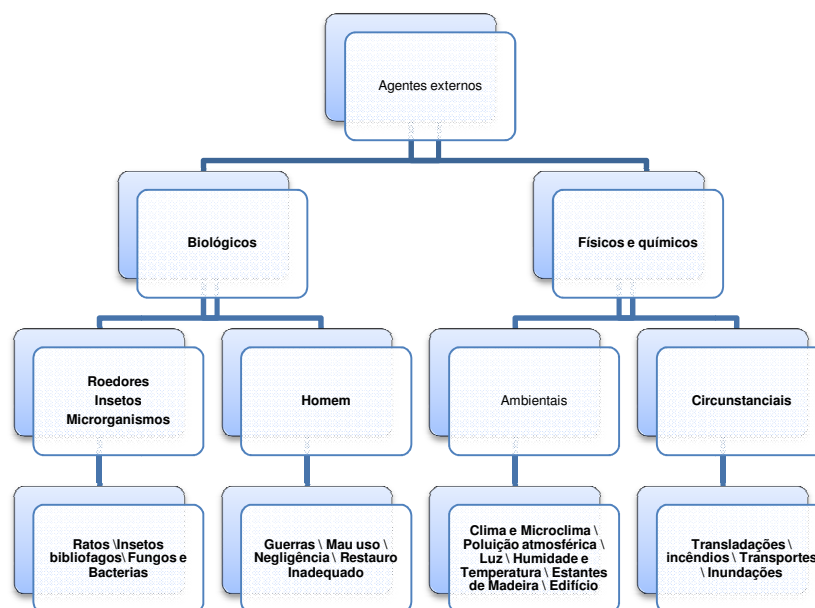 Agentes externos
Biológicos
Físicos e químicos
Roedores
Insetos
Microrganismos
Homem
Ambientais
Circunstanciais
Ratos \Insetos
bibliofagos\ Fungos e
Bacterias
Guerras \ Mau uso \
Negligência \ Restauro
Inadequado
Clima e Microclima \
Poluição atmosférica \
Luz \ Humidade e
Temperatura \ Estantes
de Madeira \ Edifício
Transladações \
incêndios \ Transportes
\ Inundações